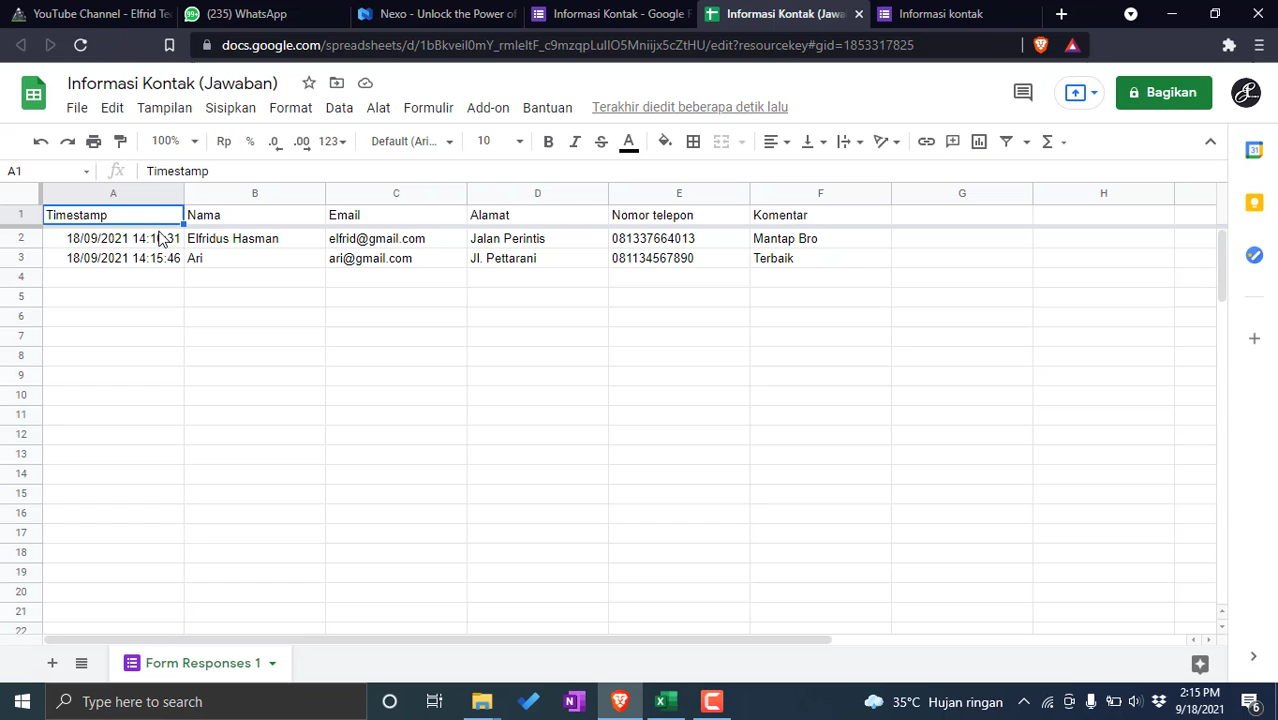 YouTube Channel - Elfrid Te
(235) WhatsApp
Nexo - Unlock the Power of
Informasi Kontak - Google F
Informasi Kontak (Jawab
Informasi kontak
docs.google.com/spreadsheets/d/1bBkveil0mY_rmleltF_c9mzqpLuIlO5Mniijx5cZtHU/edit?resourcekey#gid=1853317825
Informasi Kontak (Jawaban)
File Edit Tampilan Sisipkan Format Data Alat Formulir Add-on Bantuan Terakhir diedit beberapa detik lalu
Bagikan
100% Rp % .0 .00 123 Default (Ari... 10 B I S A
31
A1 fx Timestamp
A B C D E F G H
1 Timestamp Nama Email Alamat Nomor telepon Komentar
2 18/09/2021 Elfridus Hasman elfrid@gmail.com Jalan Perintis 081337664013 Mantap Bro
3 18/09/2021 14:15:46 Ari ari@gmail.com Jl. Pettarani 081134567890 Terbaik
4
5
6
7
8
9
10
11
12
13
14
15
16
17
18
19
20
21
22
Form Responses 1
Type here to search
35°C Hujan ringan
2:15 PM
9/18/2021
6